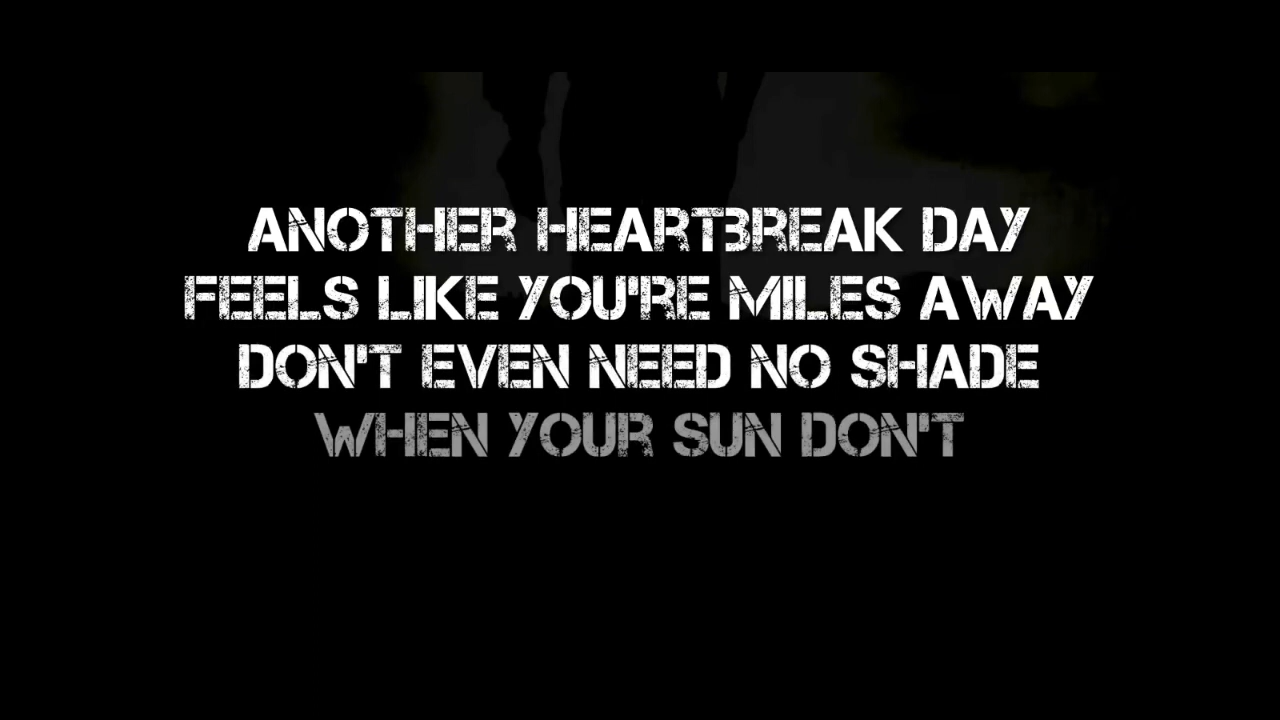 ANOTHER HEARTBREAK DAY
FEELS LIKE YOU'RE MILES AWAY
DON'T EVEN NEED NO SHADE
WHEN YOUR SUN DON'T